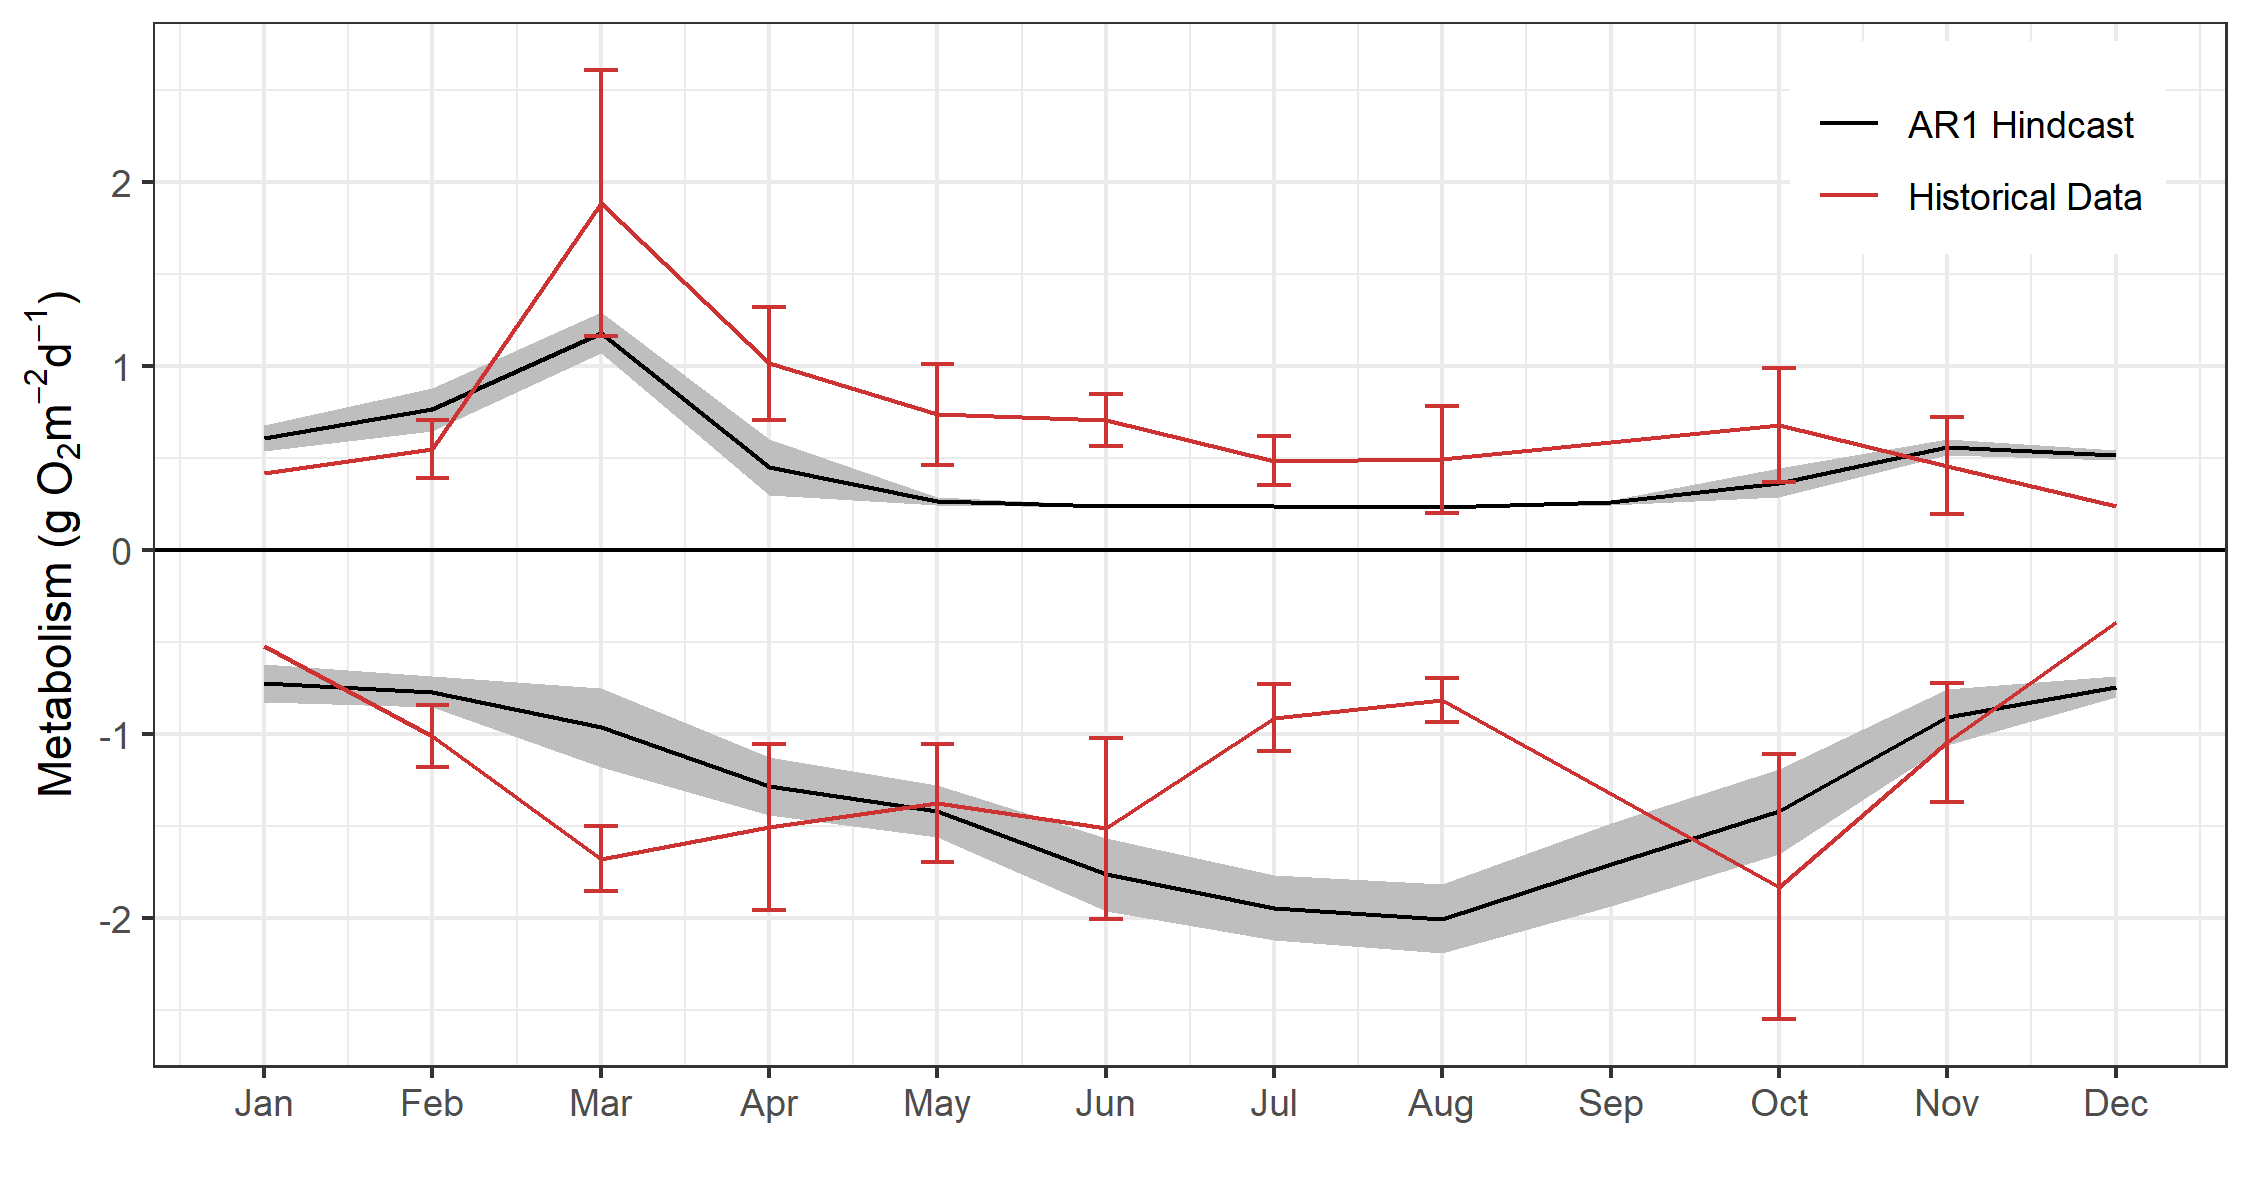 AR1 Hindcast
Historical Data
Metabolism (g O₂m⁻²d⁻¹)
2
1
0
-1
-2
Jan Feb Mar Apr May Jun Jul Aug Sep Oct Nov Dec